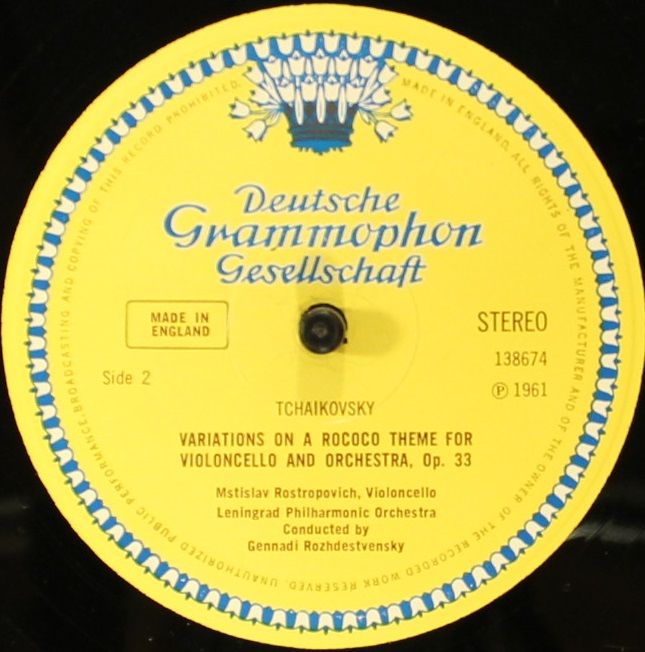 Deutsche
Grammophon
Gesellschaft
MADE IN
ENGLAND
STEREO
138674
℗ 1961
Side 2
TCHAIKOVSKY
VARIATIONS ON A ROCOCO THEME FOR
VIOLONCELLO AND ORCHESTRA, Op. 33
Mstislav Rostropovich, Violoncello
Leningrad Philharmonic Orchestra
Conducted by
Gennadi Rozhdestvensky
MADE IN ENGLAND. ALL RIGHTS OF THE MANUFACTURER AND OF THE OWNER OF THE RECORDED WORK RESERVED. UNAUTHORIZED PUBLIC PERFORMANCE, BROADCASTING AND COPYING OF THIS RECORD PROHIBITED.